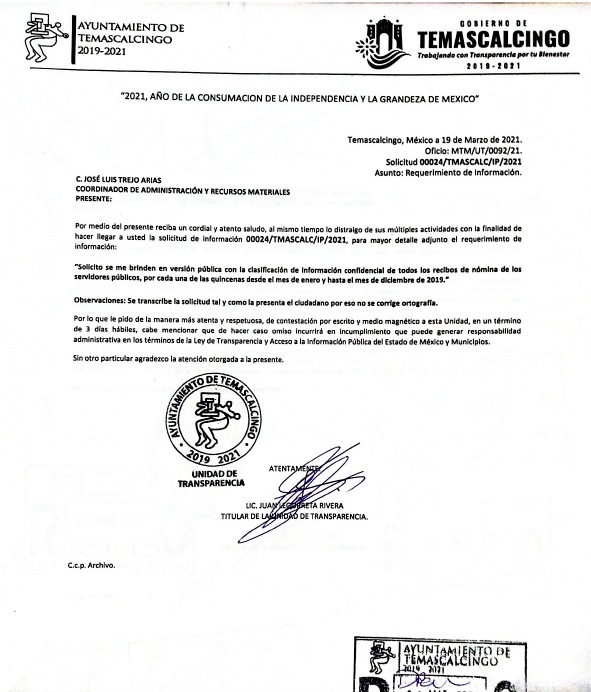 AYUNTAMIENTO DE
TEMASCALCINGO
2019-2021
GOBIERNO DE
TEMASCALCINGO
Trabajando con Transparencia por tu Bienestar
2019-2021
"2021, AÑO DE LA CONSUMACION DE LA INDEPENDENCIA Y LA GRANDEZA DE MEXICO"
Temascalcingo, México a 19 de Marzo de 2021.
Oficio: MTM/UT/0092/21.
Solicitud 00024/TMASCALC/IP/2021
Asunto: Requerimiento de Información.
C. JOSÉ LUIS TREJO ARIAS
COORDINADOR DE ADMINISTRACIÓN Y RECURSOS MATERIALES
PRESENTE:
Por medio del presente reciba un cordial y atento saludo, al mismo tiempo lo distraigo de sus múltiples actividades con la finalidad de
hacer llegar a usted la solicitud de información 00024/TMASCALC/IP/2021, para mayor detalle adjunto el requerimiento de
información:
"Solicito se me brinden en versión pública con la clasificación de información confidencial de todos los recibos de nómina de los
servidores públicos, por cada una de las quincenas desde el mes de enero y hasta el mes de diciembre de 2019."
Observaciones: Se transcribe la solicitud tal y como la presenta el ciudadano por eso no se corrige ortografía.
Por lo que le pido de la manera más atenta y respetuosa, de contestación por escrito y medio magnético a esta Unidad, en un término
de 3 días hábiles, cabe mencionar que de hacer caso omiso incurrirá en incumplimiento que puede generar responsabilidad
administrativa en los términos de la Ley de Transparencia y Acceso a la Información Pública del Estado de México y Municipios.
Sin otro particular agradezco la atención otorgada a la presente.
AYUNTAMIENTO DE TEMASCALCINGO
2019 2021
UNIDAD DE
TRANSPARENCIA
ATENTAMENTE
LIC. JUAN LEGORRETA RIVERA
TITULAR DE LA UNIDAD DE TRANSPARENCIA.
C.c.p. Archivo.
AYUNTAMIENTO DE
TEMASCALCINGO
2019 2021